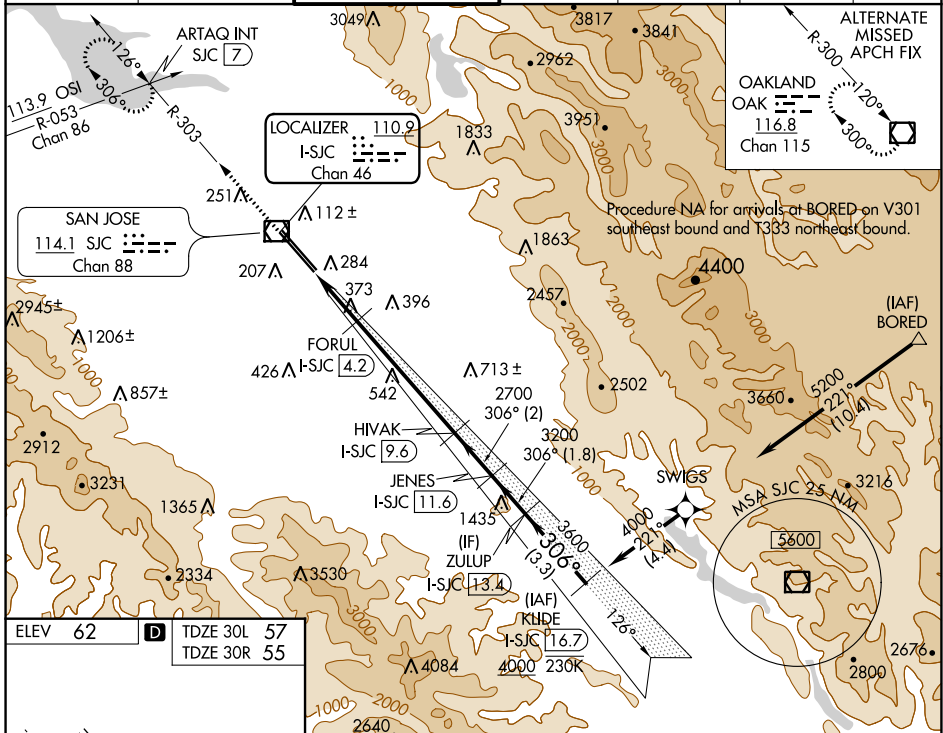 3049
3817
3841
2962
1000
3000
3951
1833
ARTAQ INT
SJC 7
126°
306°
113.9 OSI
R-053
Chan 86
R-303
LOCALIZER 110.9
I-SJC
Chan 46
ALTERNATE
MISSED
APCH FIX
R-300
OAKLAND
OAK
116.8
Chan 115
120°
300°
251
112 ±
SAN JOSE
114.1 SJC
Chan 88
Procedure NA for arrivals at BORED on V301
southeast bound and T333 northeast bound.
1863
207
284
4400
373
396
2457
3000
2945±
1206±
1000
2000
1000
(IAF)
BORED
FORUL
I-SJC 4.2
426
542
713 ±
857±
2502
5200
221°
(10.4)
3660
2700
306° (2)
HIVAK
I-SJC 9.6
3200
306° (1.8)
2912
3231
JENES
I-SJC 11.6
1365
1435
SWIGS
3216
MSA SJC 25 NM
5600
1000
4000
221°
(4.4)
3600
306°
(3.3)
(IF)
ZULUP
I-SJC 13.4
2334
3530
(IAF)
KLIDE
I-SJC 16.7
4000 230K
126°
ELEV 62
D
TDZE 30L 57
TDZE 30R 55
3000
4084
1000
2000
2640
2676
2800